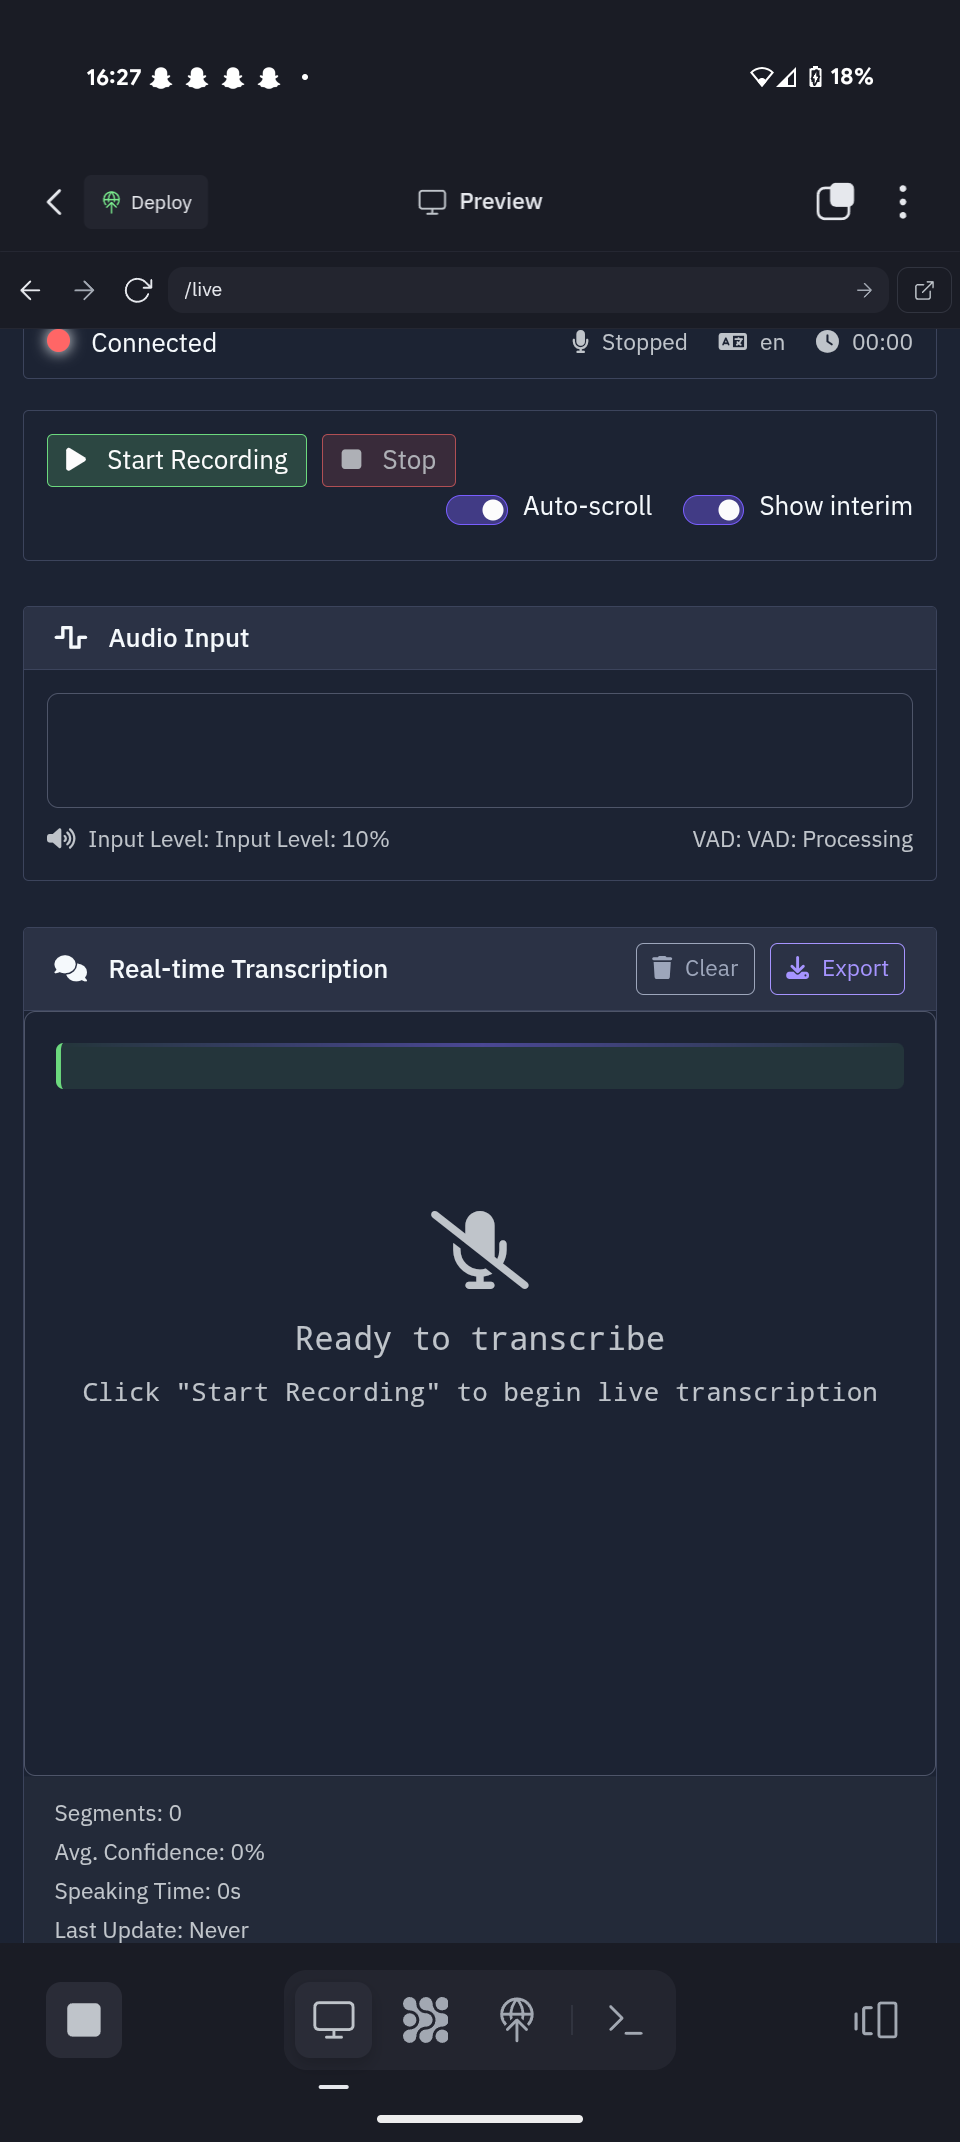 16:27 18%
Deploy Preview
/live
Connected Stopped en 00:00
Start Recording Stop
Auto-scroll Show interim
Audio Input
Input Level: Input Level: 10% VAD: VAD: Processing
Real-time Transcription Clear Export
Ready to transcribe
Click "Start Recording" to begin live transcription
Segments: 0
Avg. Confidence: 0%
Speaking Time: 0s
Last Update: Never